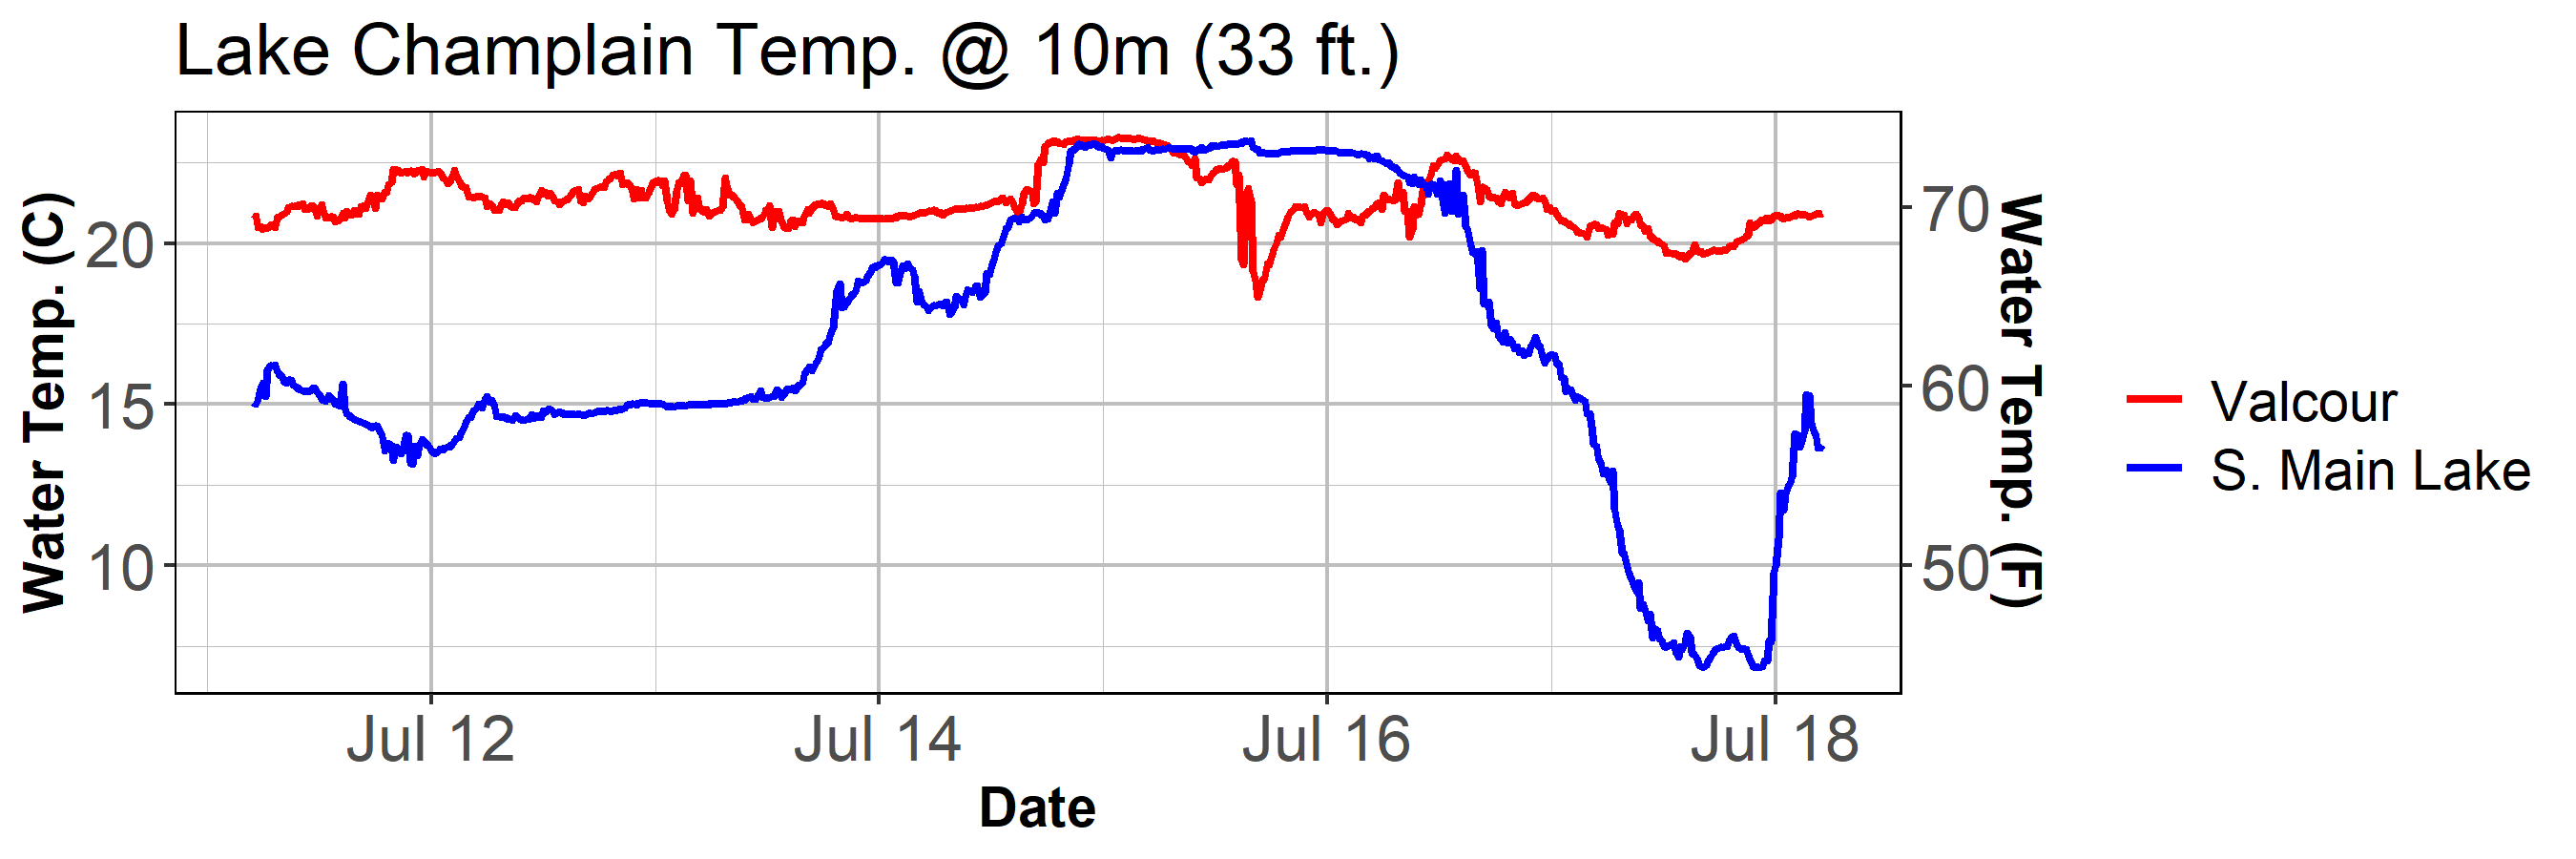 Lake Champlain Temp. @ 10m (33 ft.)
Water Temp. (C)
20
15
10
70
60
50
Water Temp. (F)
Valcour
S. Main Lake
Jul 12
Jul 14
Jul 16
Jul 18
Date